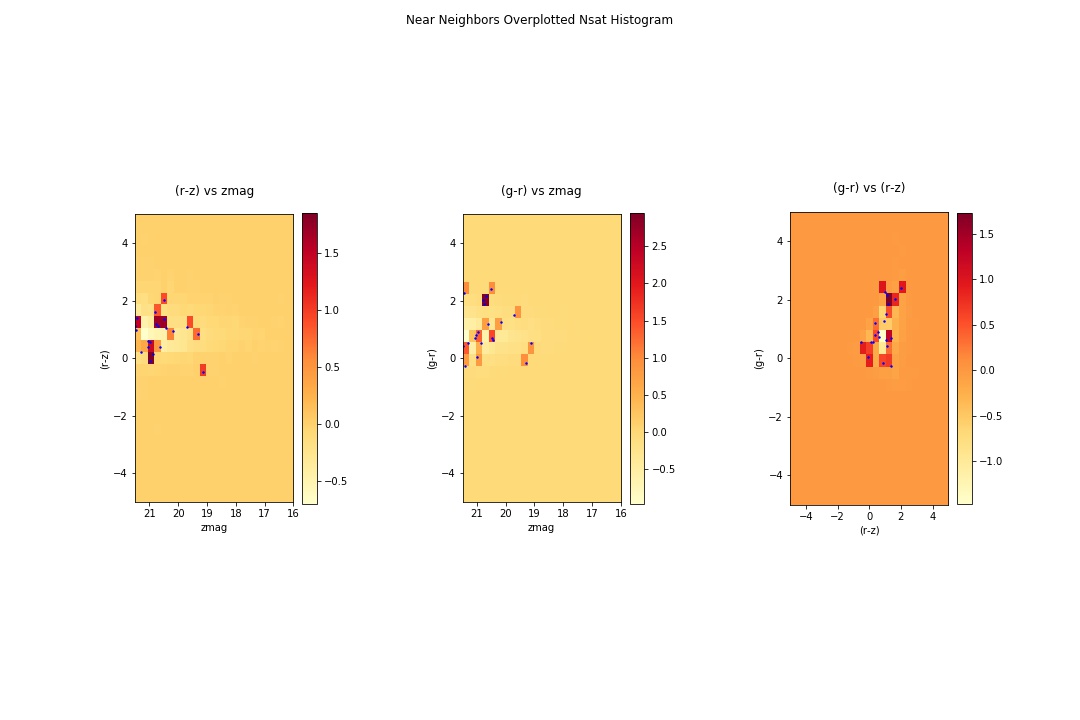 Near Neighbors Overplotted Nsat Histogram
(r-z) vs zmag
4
2
0
−2
−4
(r-z)
21 20 19 18 17 16
zmag
1.5
1.0
0.5
0.0
−0.5
(g-r) vs zmag
4
2
0
−2
−4
(g-r)
21 20 19 18 17 16
zmag
2.5
2.0
1.5
1.0
0.5
0.0
−0.5
(g-r) vs (r-z)
4
2
0
−2
−4
(g-r)
−4 −2 0 2 4
(r-z)
1.5
1.0
0.5
0.0
−0.5
−1.0